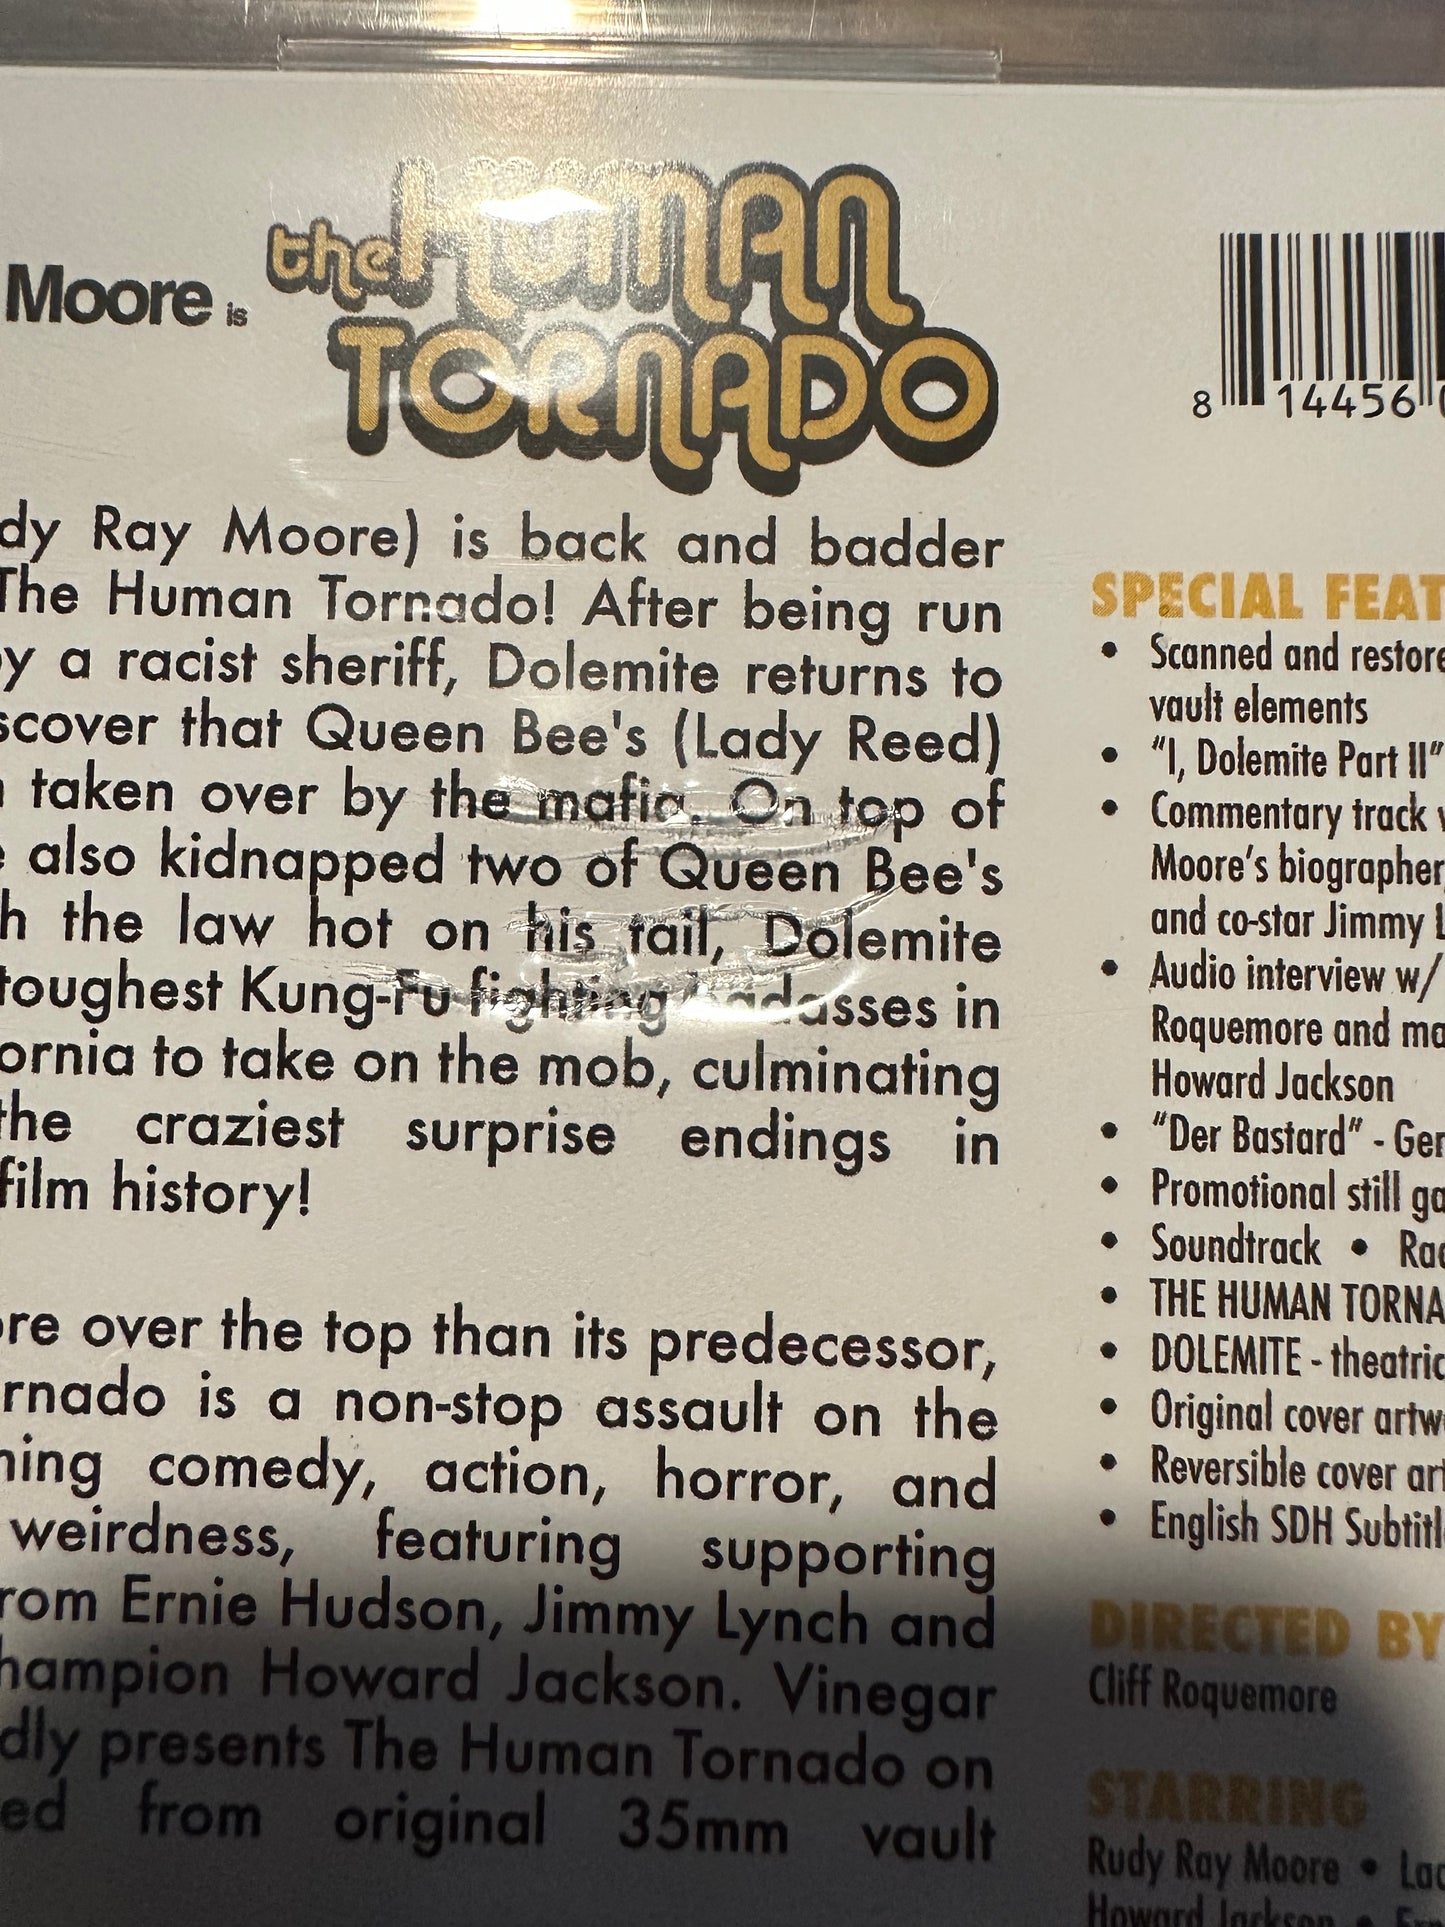 Moore is
the HUMAN
TORNADO
8 14456
dy Ray Moore) is back and badder
The Human Tornado! After being run
by a racist sheriff, Dolemite returns to
scover that Queen Bee's (Lady Reed)
taken over by the mafia. On top of
also kidnapped two of Queen Bee's
h the law hot on his tail, Dolemite
toughest Kung-Fu fighting badasses in
ornia to take on the mob, culminating
the craziest surprise endings in
film history!
ore over the top than its predecessor,
rnado is a non-stop assault on the
ning comedy, action, horror, and
weirdness, featuring supporting
rom Ernie Hudson, Jimmy Lynch and
hampion Howard Jackson. Vinegar
dly presents The Human Tornado on
ed from original 35mm vault
SPECIAL FEAT
• Scanned and restore
vault elements
• "I, Dolemite Part II"
• Commentary track
Moore's biographer
and co-star Jimmy L
• Audio interview w/
Roquemore and ma
Howard Jackson
• "Der Bastard" - Ger
• Promotional still ga
• Soundtrack • Rad
• THE HUMAN TORNA
• DOLEMITE - theatric
• Original cover artw
• Reversible cover art
• English SDH Subtitl
DIRECTED BY
Cliff Roquemore
STARRING
Rudy Ray Moore • Lad
Howard Jackson • Ern